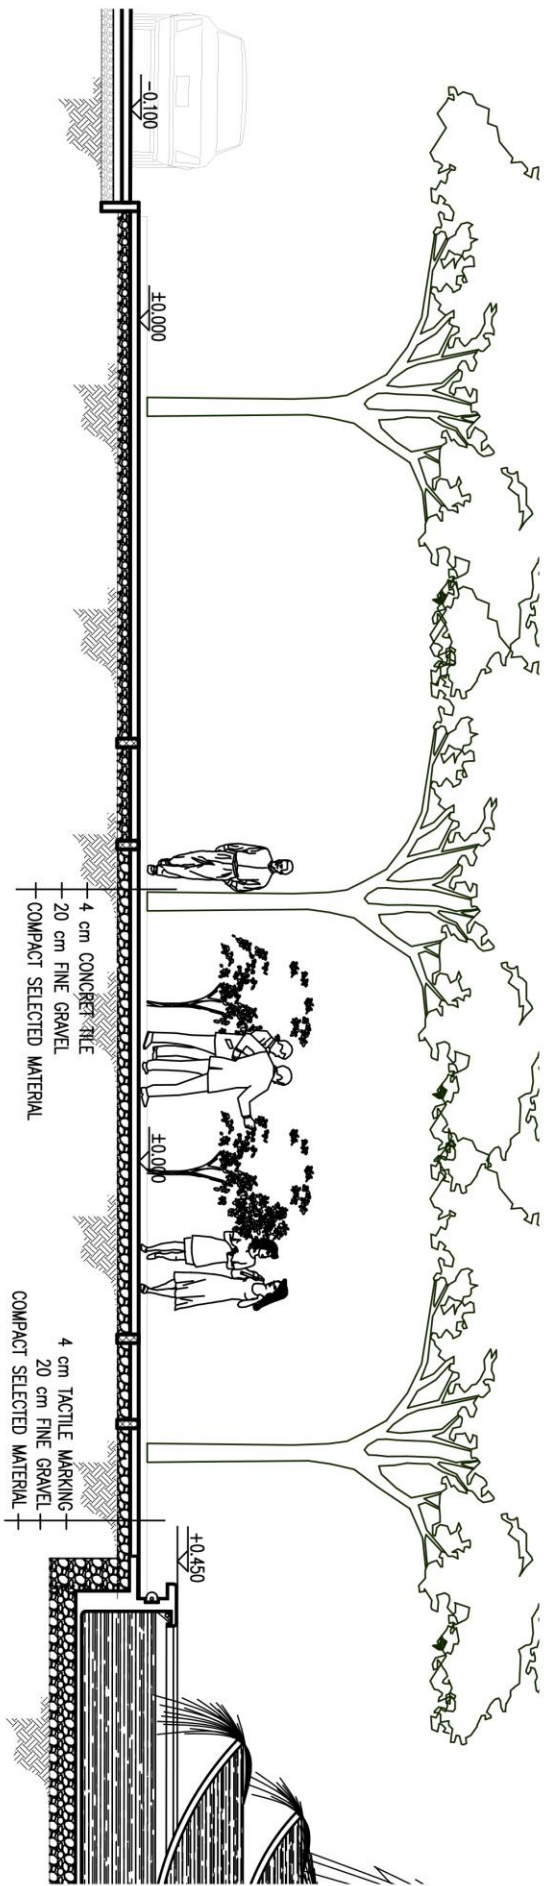 -0.100
±0.000
4 cm CONCRET TILE
20 cm FINE GRAVEL
COMPACT SELECTED MATERIAL
±0.000
4 cm TACTILE MARKING
20 cm FINE GRAVEL
COMPACT SELECTED MATERIAL
+0.450